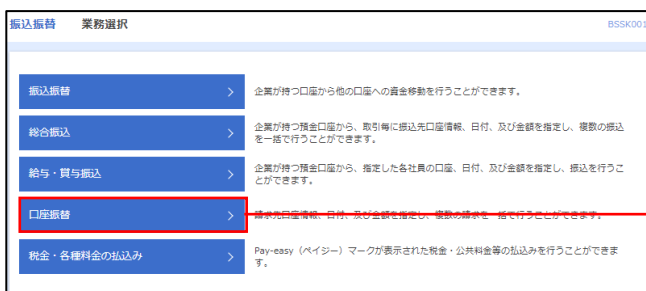 振込振替 業務選択 BSSK001
振込振替 企業が持つ口座から他の口座への資金移動を行うことができます。
総合振込 企業が持つ預金口座から、取引毎に振込先口座情報、日付、及び金額を指定し、複数の振込
を一括で行うことができます。
給与・賞与振込 企業が持つ預金口座から、指定した各社員の口座、日付、及び金額を指定し、振込を行うこ
とができます。
口座振替 請求先口座情報、日付、及び金額を指定し、複数の請求を一括で行うことができます。
税金・各種料金の払込み Pay-easy（ペイジー）マークが表示された税金・公共料金等の払込みを行うことができま
す。